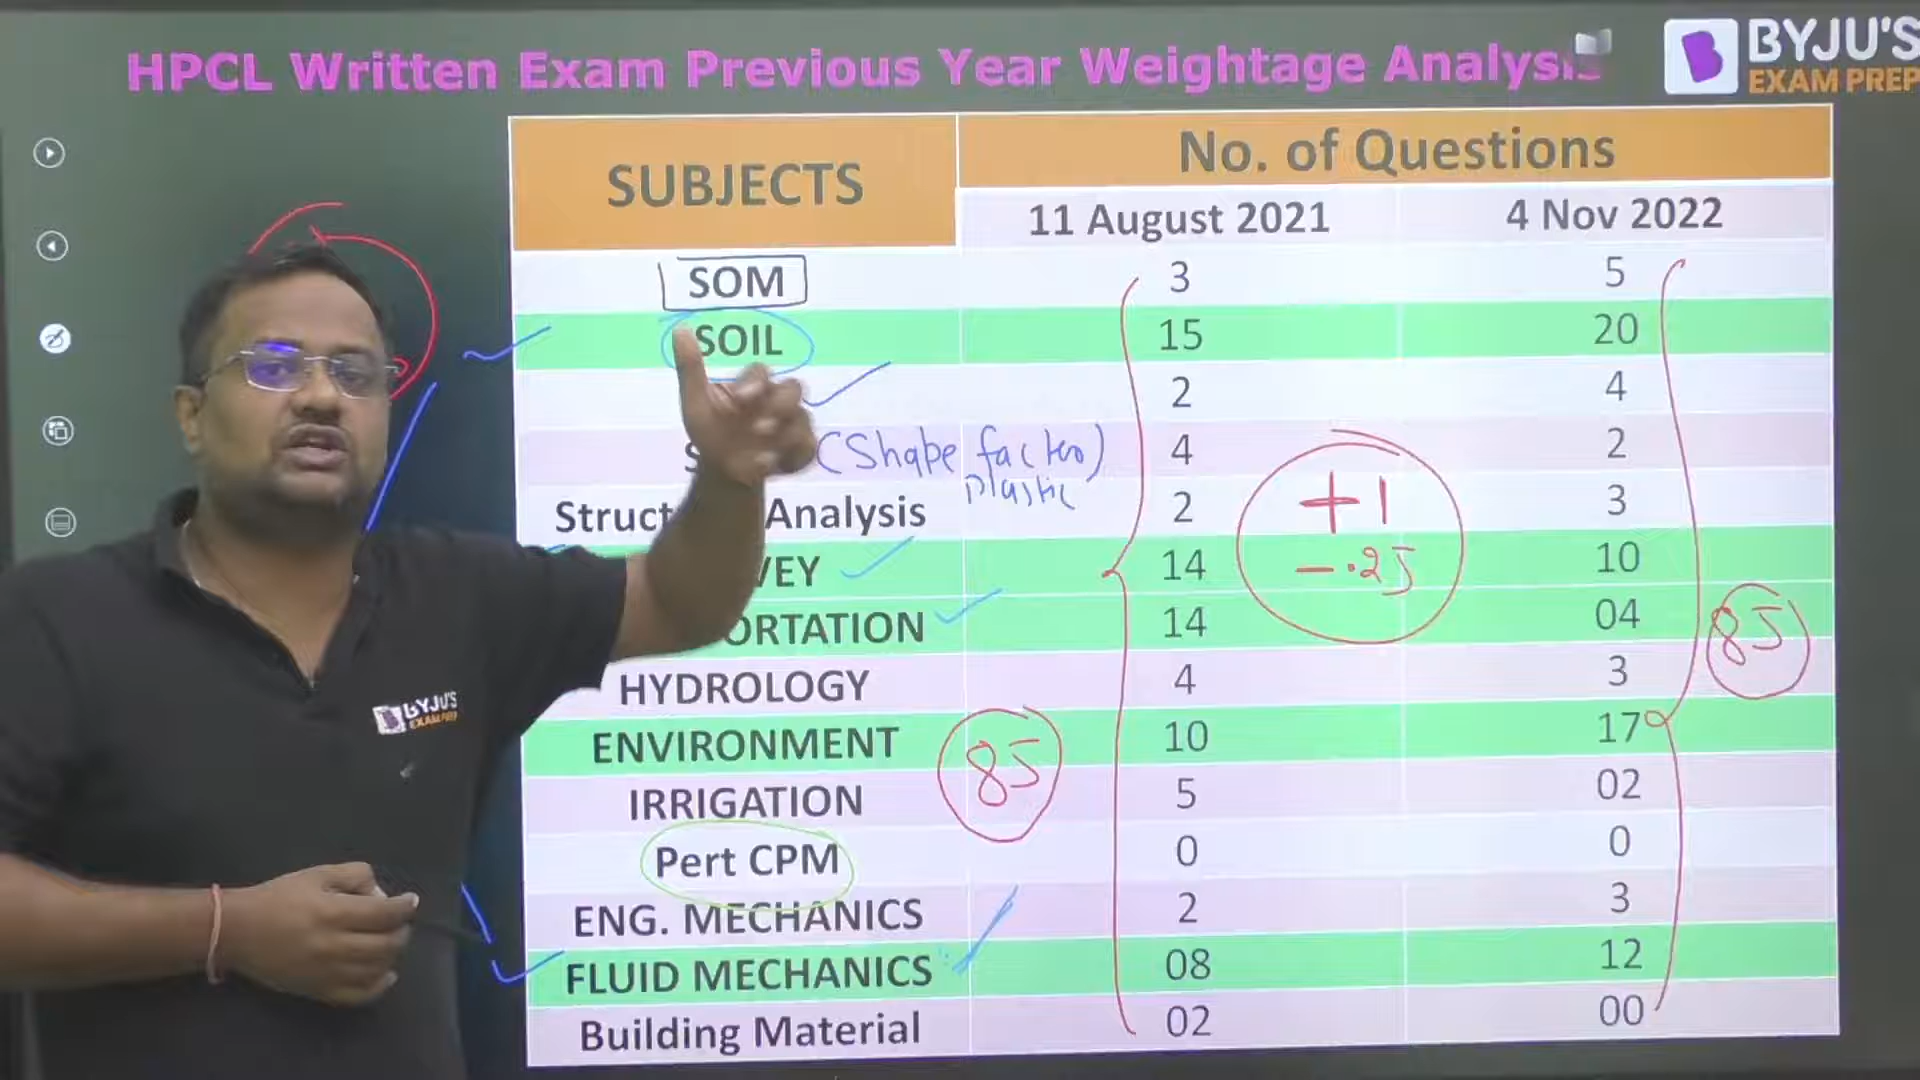 HPCL Written Exam Previous Year Weightage Analysis
BYJU'S
EXAM PREP
SUBJECTS
No. of Questions
11 August 2021
4 Nov 2022
SOM 3 5
SOIL 15 20
2 4
(Shape factor) 4 2
Plastic
Analysis 2 3
14 10
14 04
HYDROLOGY 4 3
ENVIRONMENT 10 17
IRRIGATION 5 02
Pert CPM 0 0
ENG. MECHANICS 2 3
FLUID MECHANICS 08 12
Building Material 02 00
+1
-.25
85
85
BYJU'S
EXAM PREP